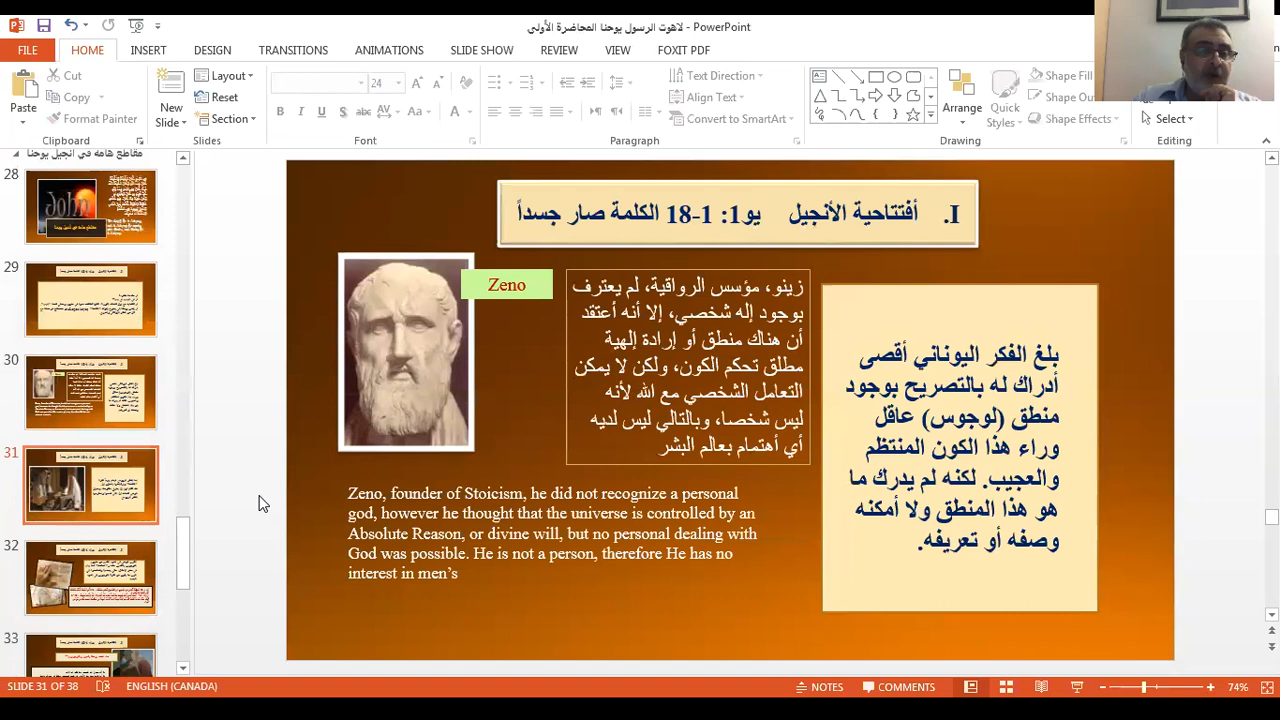 لاهوت الرسول يوحنا المحاضرة الأولى - PowerPoint
FILE HOME INSERT DESIGN TRANSITIONS ANIMATIONS SLIDE SHOW REVIEW VIEW FOXIT PDF
Paste
Cut
Copy
Format Painter
Clipboard
New
Slide
Layout
Reset
Section
Slides
24
Font
Text Direction
Align Text
Convert to SmartArt
Paragraph
Arrange
Quick
Styles
Shape Fill
Shape Effects
Drawing
Select
Editing
مقاطع هامه في انجيل يوحنا
28
29
30
31
32
33
I. أفتتاحية الأنجيل يو1: 1-18 الكلمة صار جسداً
Zeno
زينو، مؤسس الرواقية، لم يعترف
بوجود إله شخصي، إلا أنه أعتقد
أن هناك منطق أو إرادة إلهية
مطلق تحكم الكون، ولكن لا يمكن
التعامل الشخصي مع الله لأنه
ليس شخصا، وبالتالي ليس لديه
أي أهتمام بعالم البشر
بلغ الفكر اليوناني أقصى
أدراك له بالتصريح بوجود
منطق (لوجوس) عاقل
وراء هذا الكون المنتظم
والعجيب. لكنه لم يدرك ما
هو هذا المنطق ولا أمكنه
وصفه أو تعريفه.
Zeno, founder of Stoicism, he did not recognize a personal
god, however he thought that the universe is controlled by an
Absolute Reason, or divine will, but no personal dealing with
God was possible. He is not a person, therefore He has no
interest in men’s
SLIDE 31 OF 38
ENGLISH (CANADA)
NOTES
COMMENTS
74%